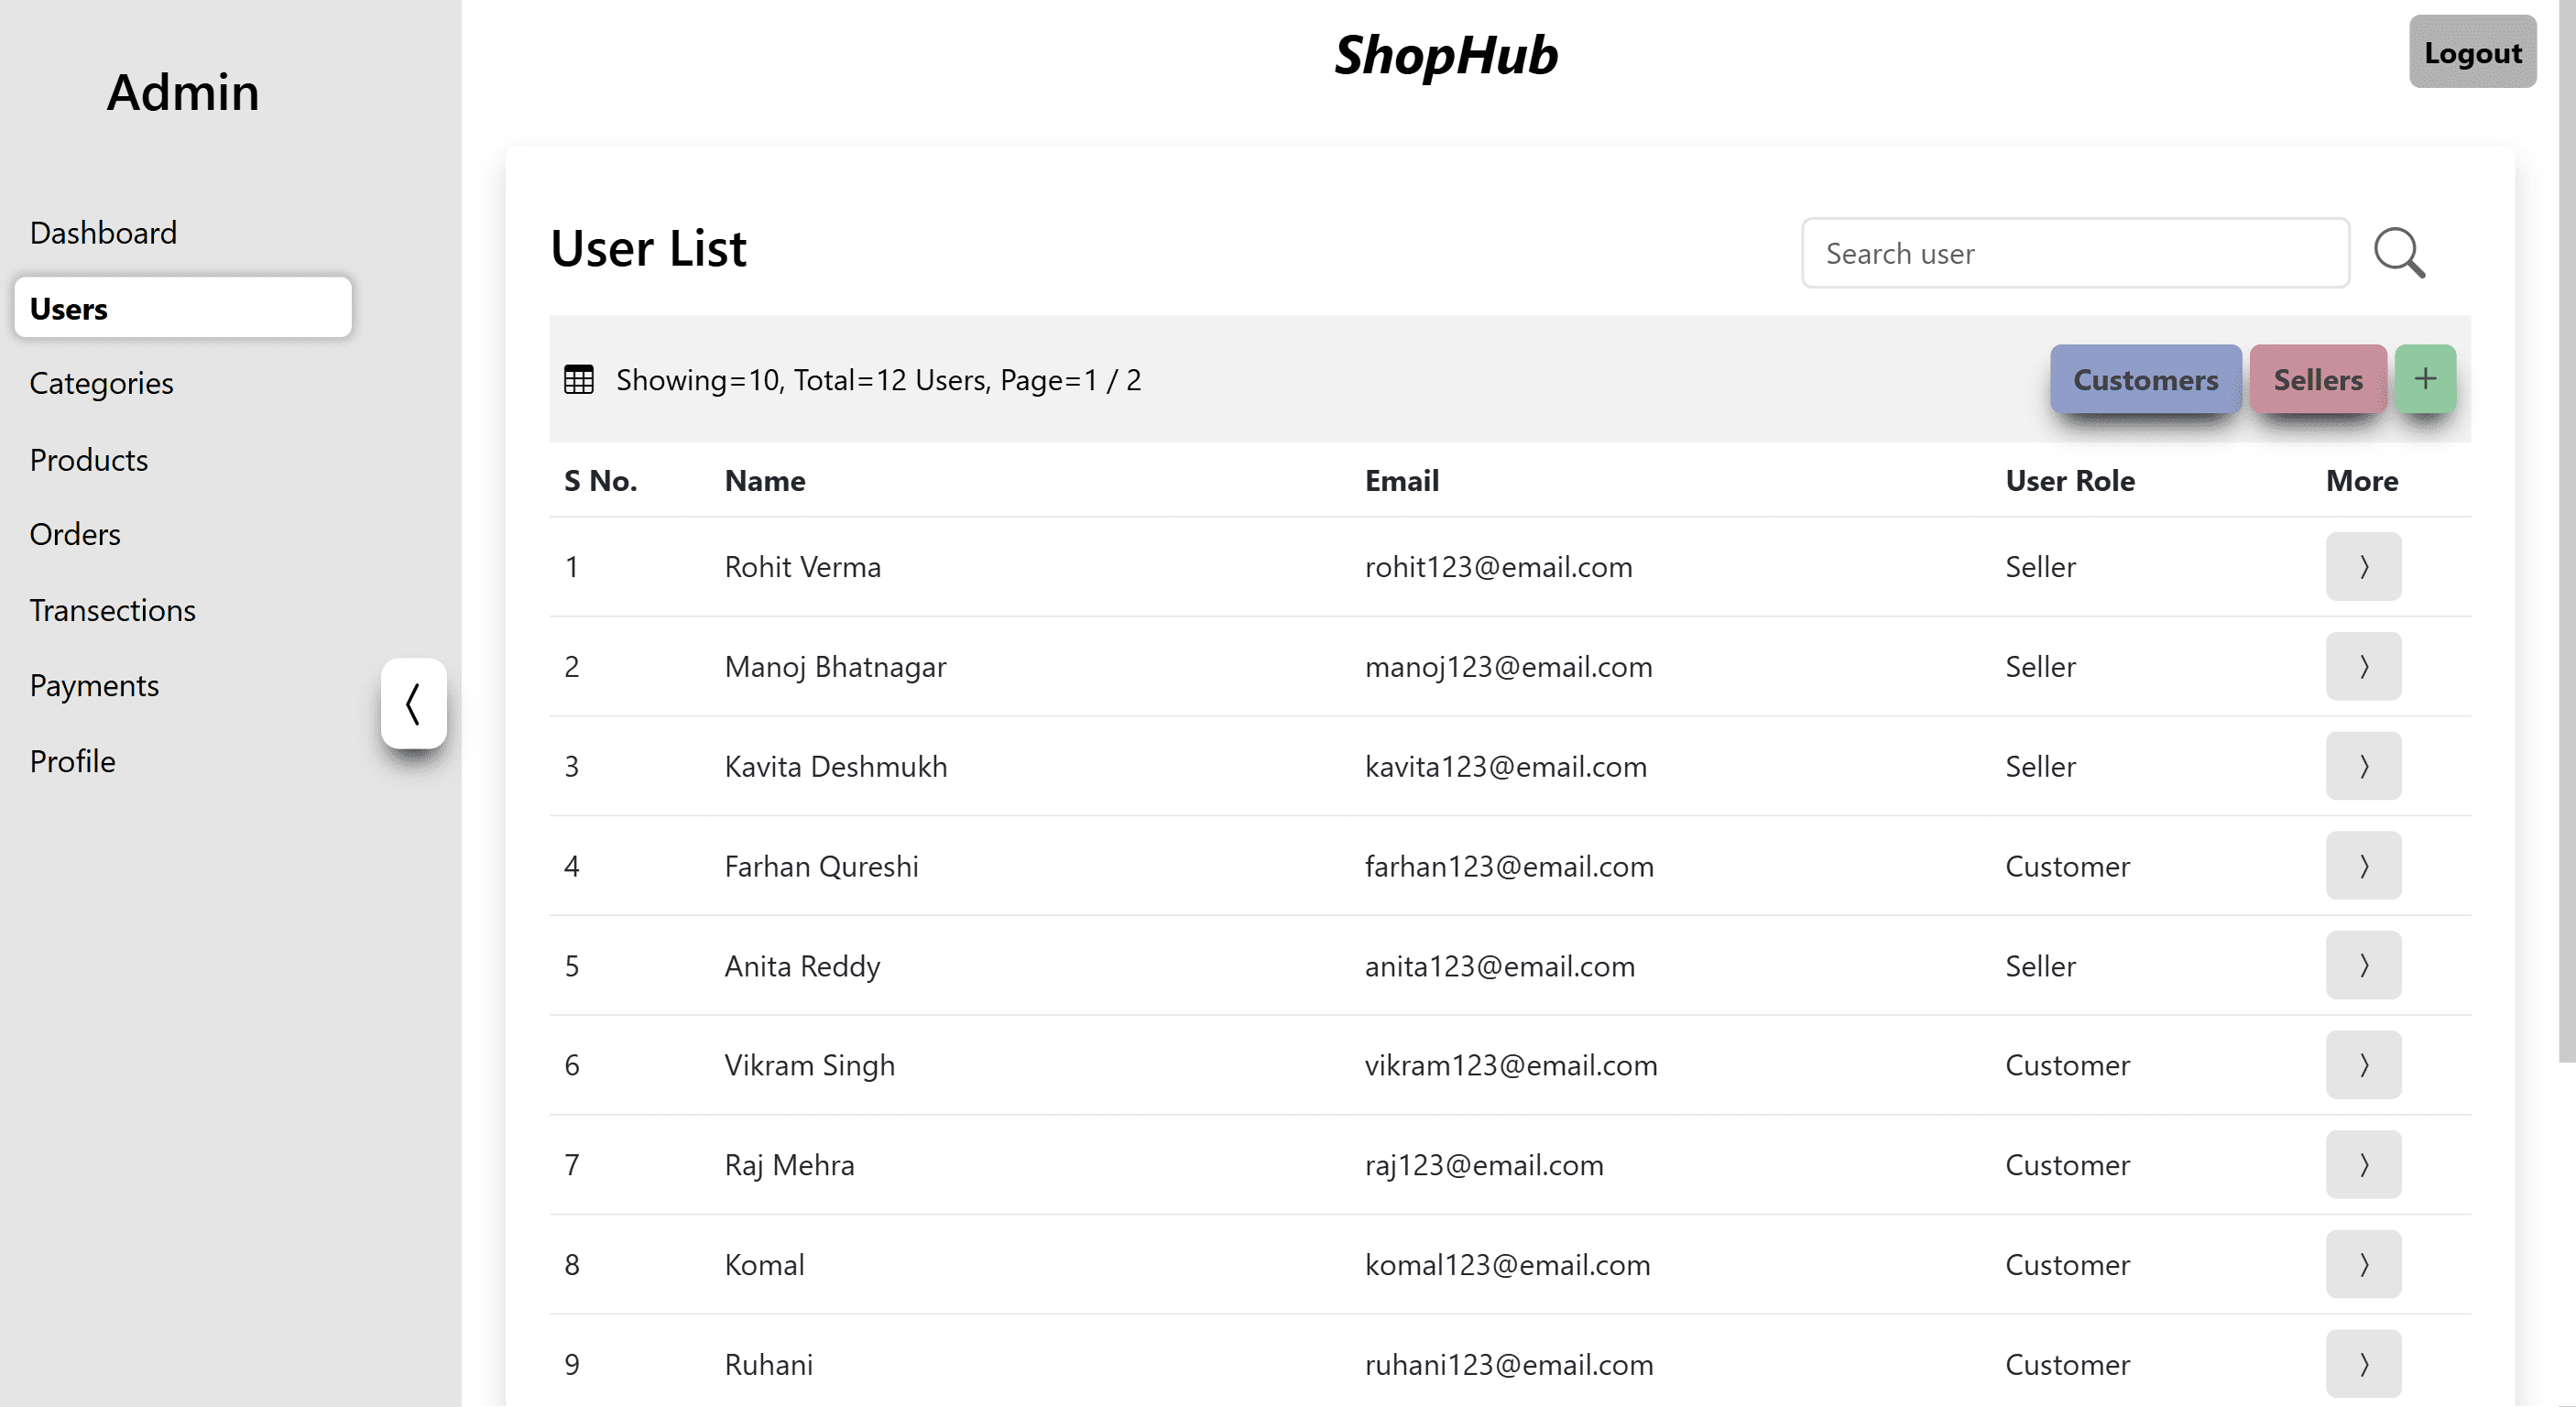 Admin
Dashboard
Users
Categories
Products
Orders
Transections
Payments
Profile
ShopHub
Logout
User List
Search user
Showing=10, Total=12 Users, Page=1 / 2
Customers Sellers +
S No. Name Email User Role More
1 Rohit Verma rohit123@email.com Seller
2 Manoj Bhatnagar manoj123@email.com Seller
3 Kavita Deshmukh kavita123@email.com Seller
4 Farhan Qureshi farhan123@email.com Customer
5 Anita Reddy anita123@email.com Seller
6 Vikram Singh vikram123@email.com Customer
7 Raj Mehra raj123@email.com Customer
8 Komal komal123@email.com Customer
9 Ruhani ruhani123@email.com Customer